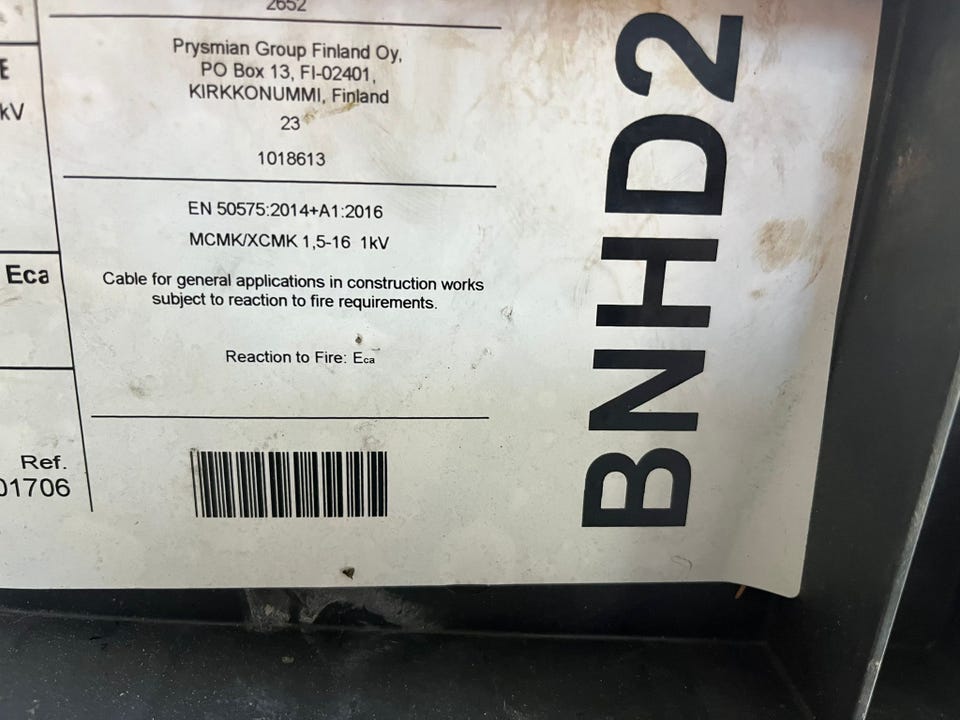 2652
Prysmian Group Finland Oy,
PO Box 13, FI-02401,
KIRKKONUMMI, Finland
23
1018613
EN 50575:2014+A1:2016
MCMK/XCMK 1,5-16 1kV
Cable for general applications in construction works
subject to reaction to fire requirements.
Reaction to Fire: Eca
E
kV
Eca
Ref.
01706
BNHD2